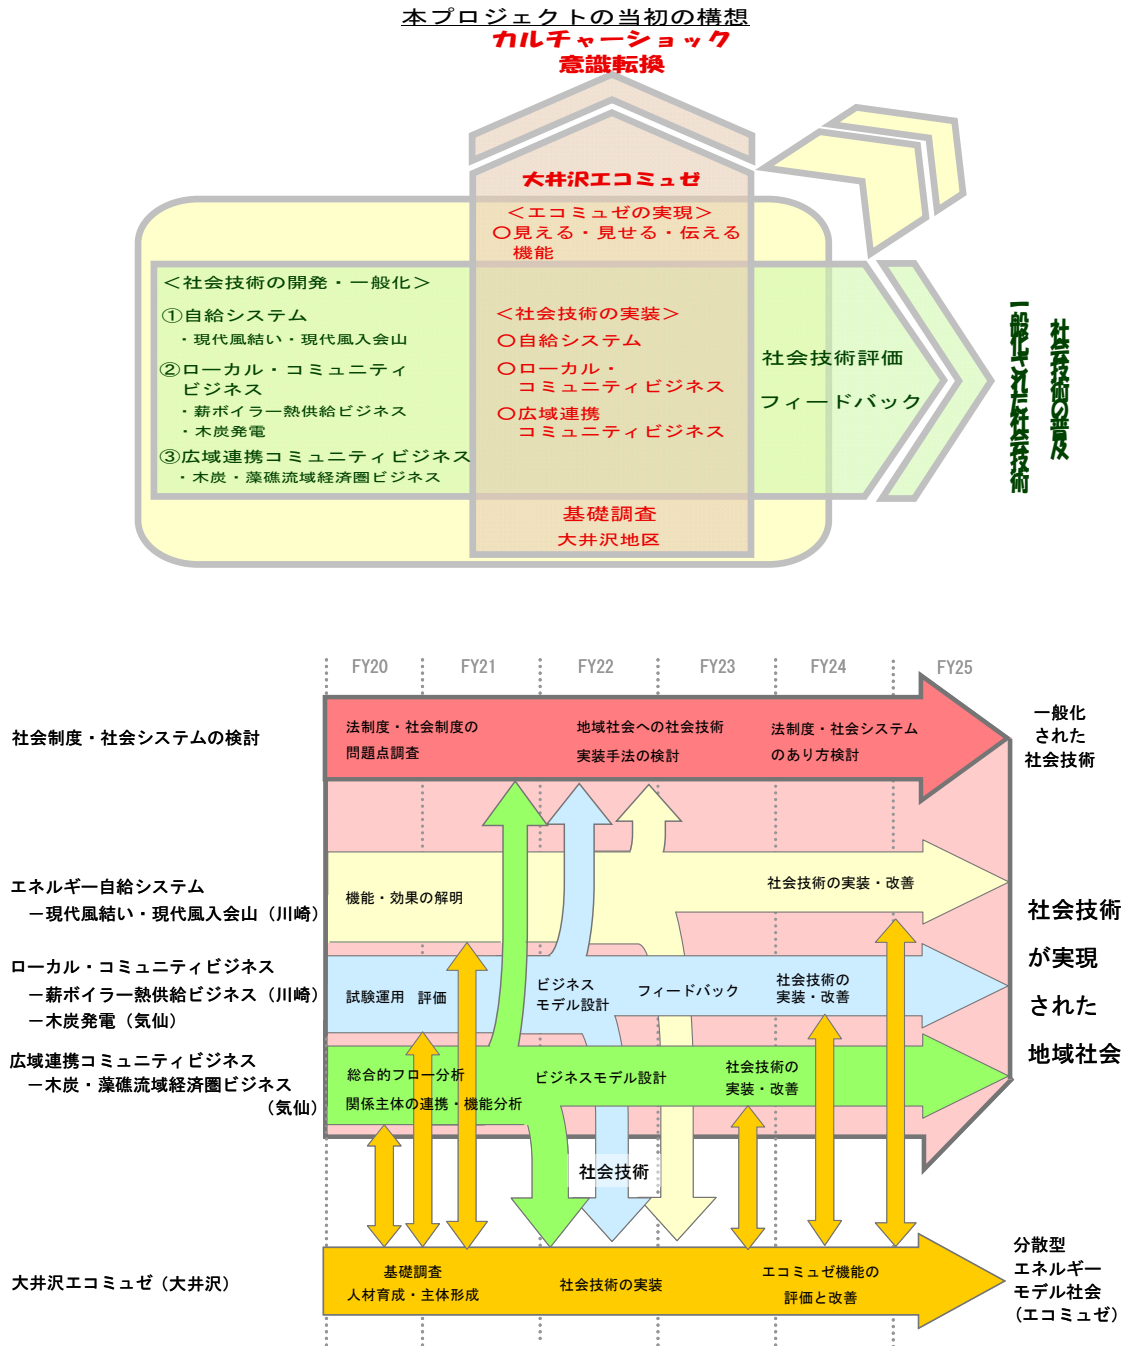 本プロジェクトの当初の構想
カルチャーショック
意識転換
大井沢エコミュゼ
＜エコミュゼの実現＞
〇見える・見せる・伝える
機能
＜社会技術の開発・一般化＞
①自給システム
・現代風結い・現代風入会山
②ローカル・コミュニティ
ビジネス
・薪ボイラー熱供給ビジネス
・木炭発電
③広域連携コミュニティビジネス
・木炭・藻礁流域経済圏ビジネス
＜社会技術の実装＞
〇自給システム
〇ローカル・
コミュニティビジネス
〇広域連携
コミュニティビジネス
社会技術評価
フィードバック
基礎調査
大井沢地区
社会技術の普及
一般化された社会技術
FY20
FY21
FY22
FY23
FY24
FY25
社会制度・社会システムの検討
法制度・社会制度の
問題点調査
地域社会への社会技術
実装手法の検討
法制度・社会システム
のあり方検討
一般化
された
社会技術
エネルギー自給システム
－現代風結い・現代風入会山（川崎）
機能・効果の解明
社会技術の実装・改善
ローカル・コミュニティビジネス
－薪ボイラー熱供給ビジネス（川崎）
－木炭発電（気仙）
試験運用　評価
ビジネス
モデル設計
フィードバック
社会技術の
実装・改善
広域連携コミュニティビジネス
－木炭・藻礁流域経済圏ビジネス
（気仙）
総合的フロー分析
関係主体の連携・機能分析
ビジネスモデル設計
社会技術の
実装・改善
社会技術
が実現
された
地域社会
社会技術
大井沢エコミュゼ（大井沢）
基礎調査
人材育成・主体形成
社会技術の実装
エコミュゼ機能の
評価と改善
分散型
エネルギー
モデル社会
（エコミュゼ）